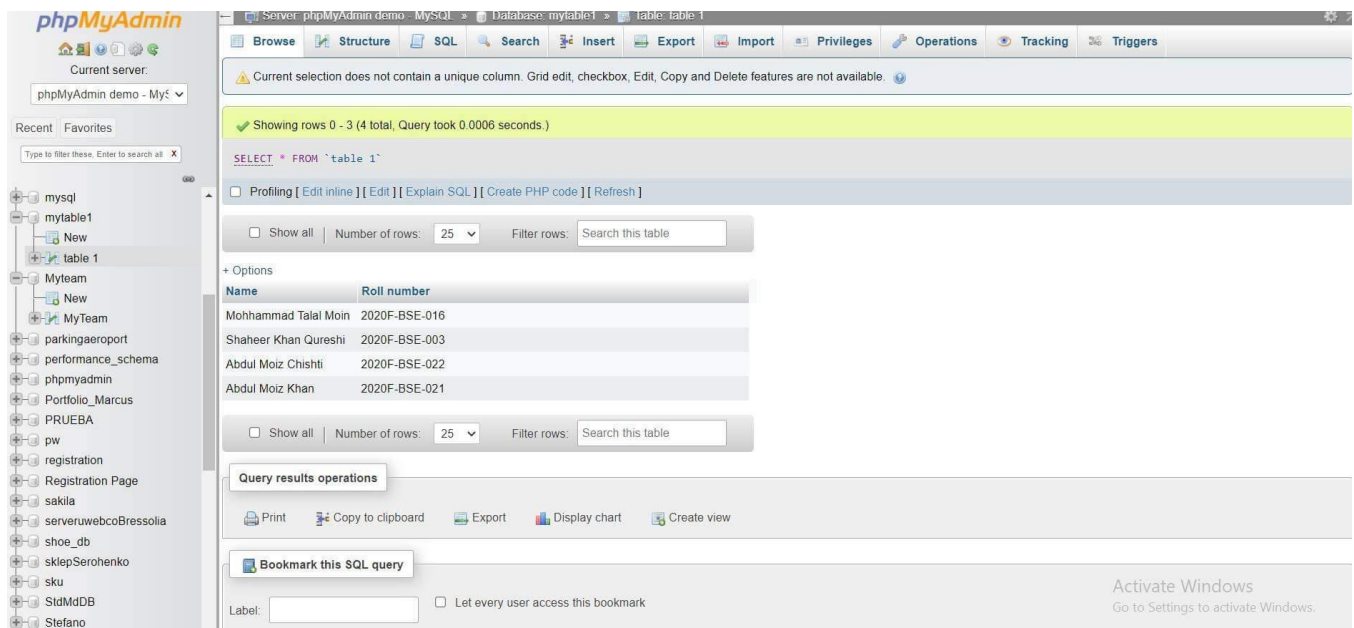 phpMyAdmin
Current server:
phpMyAdmin demo - MyS
Recent Favorites
Type to filter these, Enter to search all X
mysql
mytable1
New
table 1
Myteam
New
MyTeam
parkingaeroport
performance_schema
phpmyadmin
Portfolio_Marcus
PRUEBA
pw
registration
Registration Page
sakila
serveruwebcoBressolia
shoe_db
sklepSerohenko
sku
StdMdDB
Stefano
Server: phpMyAdmin demo - MySQL » Database: mytable1 » Table: table 1
Browse Structure SQL Search Insert Export Import Privileges Operations Tracking Triggers
Current selection does not contain a unique column. Grid edit, checkbox, Edit, Copy and Delete features are not available.
Showing rows 0 - 3 (4 total, Query took 0.0006 seconds.)
SELECT * FROM `table 1`
Profiling [ Edit inline ] [ Edit ] [ Explain SQL ] [ Create PHP code ] [ Refresh ]
Show all | Number of rows: 25 Filter rows: Search this table
+ Options
Name Roll number
Mohhammad Talal Moin 2020F-BSE-016
Shaheer Khan Qureshi 2020F-BSE-003
Abdul Moiz Chishti 2020F-BSE-022
Abdul Moiz Khan 2020F-BSE-021
Show all | Number of rows: 25 Filter rows: Search this table
Query results operations
Print Copy to clipboard Export Display chart Create view
Bookmark this SQL query
Label: Let every user access this bookmark
Activate Windows
Go to Settings to activate Windows.